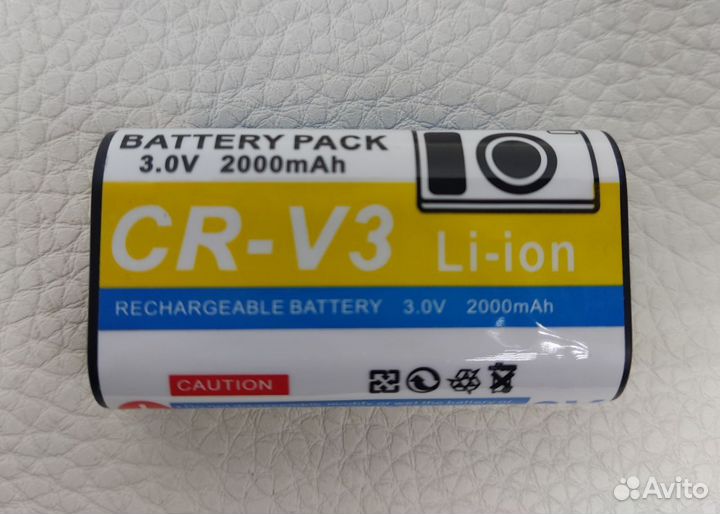 BATTERY PACK
3.0V 2000mAh
CR-V3 Li-ion
RECHARGEABLE BATTERY 3.0V 2000mAh
CAUTION
Avito